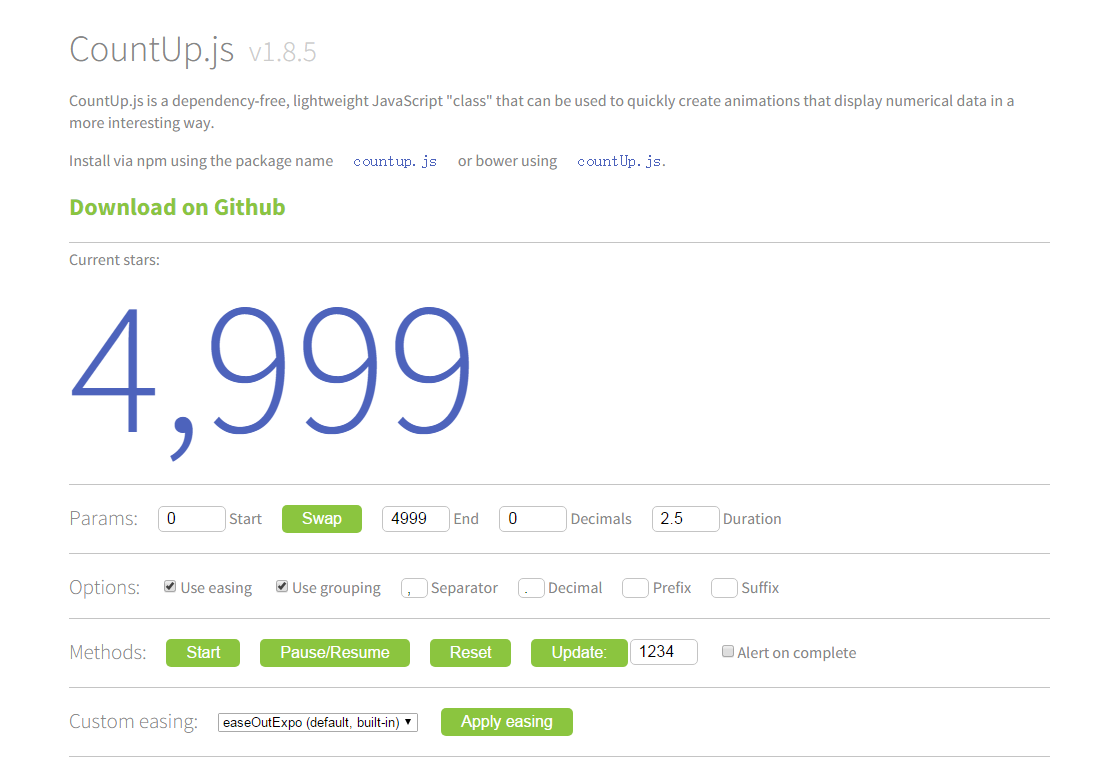 CountUp.js v1.8.5
CountUp.js is a dependency-free, lightweight JavaScript "class" that can be used to quickly create animations that display numerical data in a
more interesting way.
Install via npm using the package name countup.js or bower using countUp.js.
Download on Github
Current stars:
4,999
Params: 0 Start Swap 4999 End 0 Decimals 2.5 Duration
Options: Use easing Use grouping , Separator . Decimal Prefix Suffix
Methods: Start Pause/Resume Reset Update: 1234 Alert on complete
Custom easing: easeOutExpo (default, built-in) Apply easing